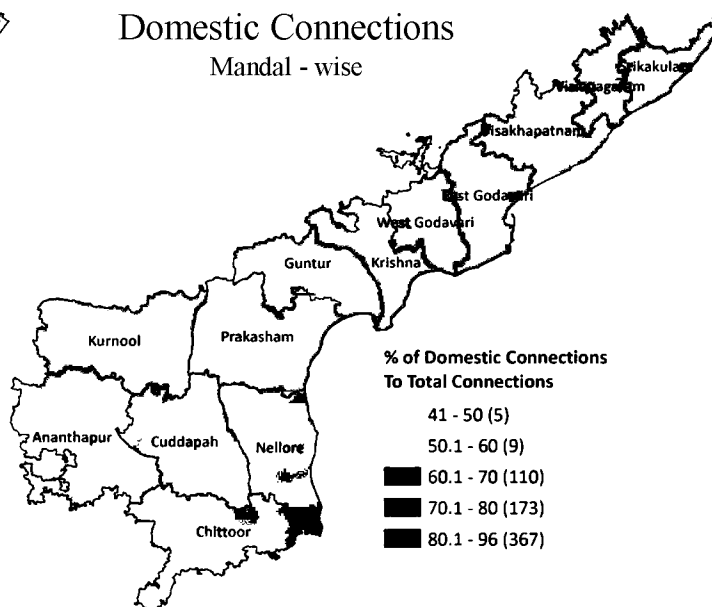 Domestic Connections
Mandal - wise
Srikakulam
Vizianagaram
Visakhapatnam
East Godavari
West Godavari
Guntur
Krishna
Kurnool
Prakasham
% of Domestic Connections
To Total Connections
41 - 50 (5)
50.1 - 60 (9)
60.1 - 70 (110)
70.1 - 80 (173)
80.1 - 96 (367)
Ananthapur
Cuddapah
Nellore
Chittoor